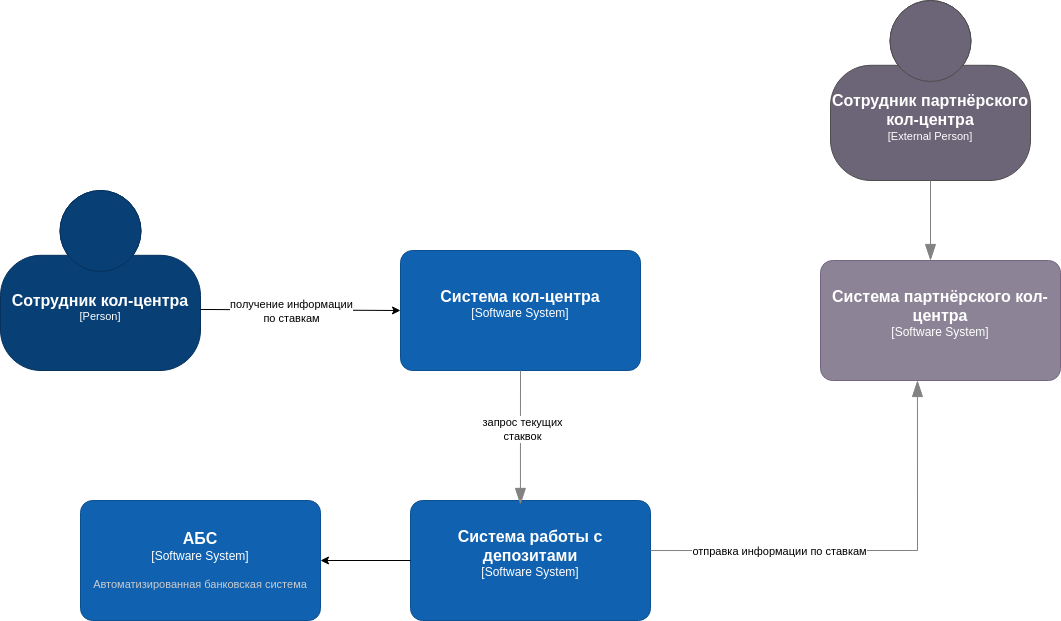 Сотрудник партнёрского
кол-центра
[External Person]
Сотрудник кол-центра
[Person]
получение информации
по ставкам
Система кол-центра
[Software System]
Система партнёрского кол-
центра
[Software System]
запрос текущих
стаквок
АБС
[Software System]
Автоматизированная банковская система
Система работы с
депозитами
[Software System]
отправка информации по ставкам